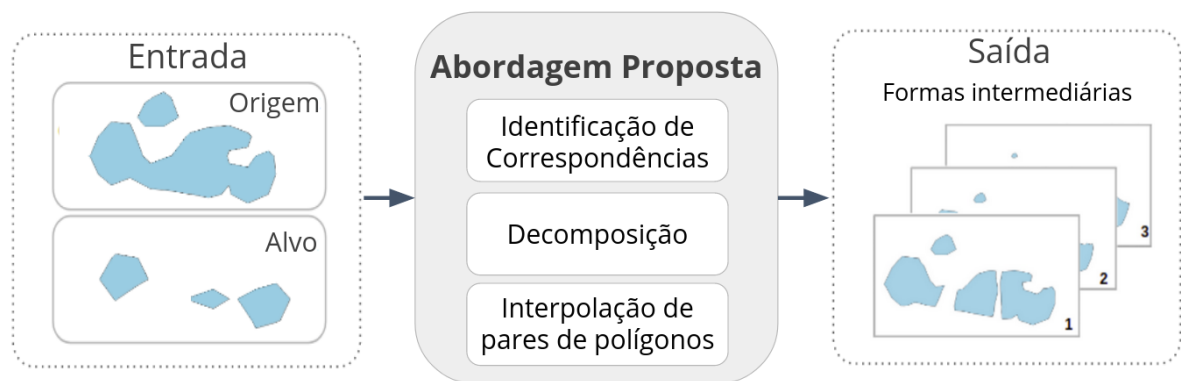 Entrada
Origem
Alvo
Abordagem Proposta
Identificação de
Correspondências
Decomposição
Interpolação de
pares de polígonos
Saída
Formas intermediárias
3
2
1